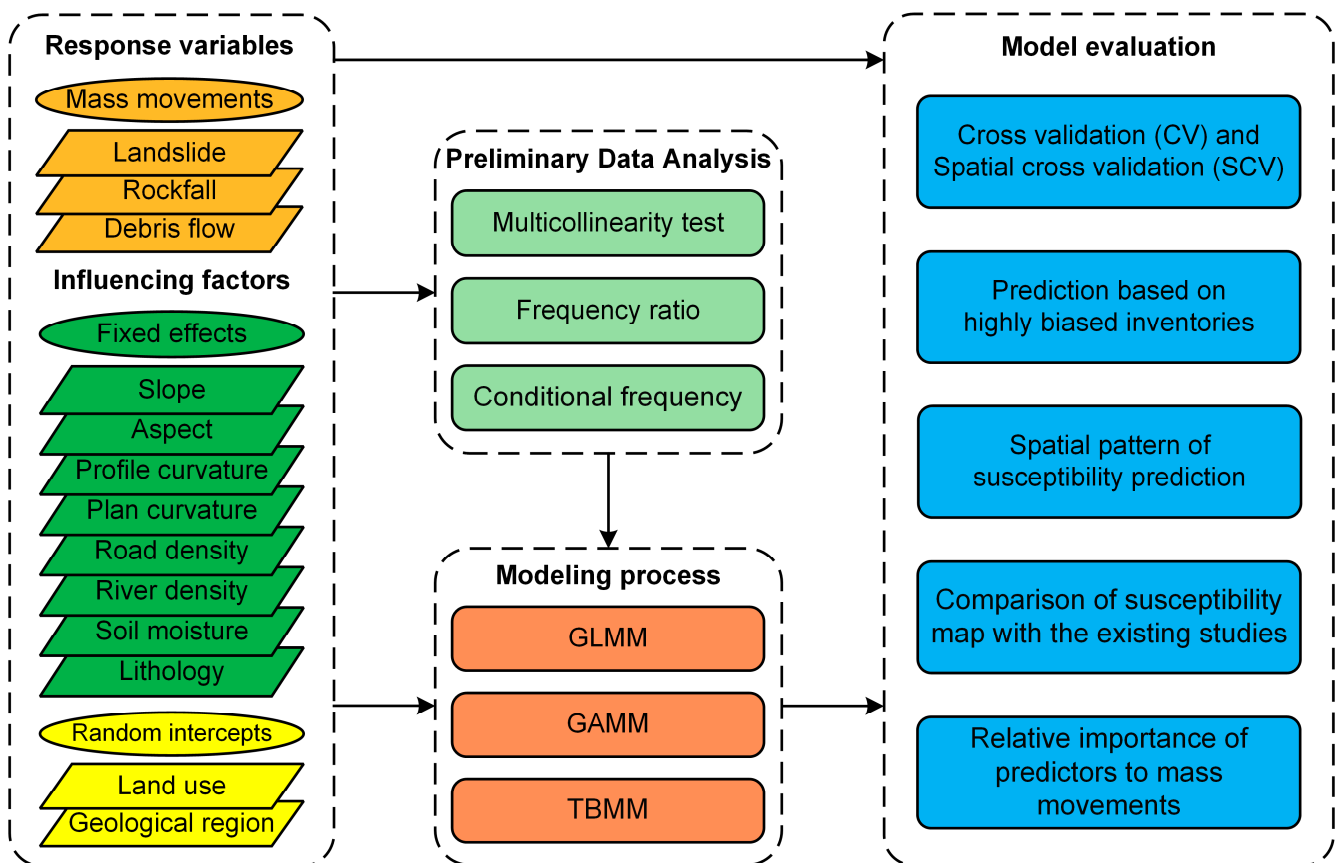 Response variables
Mass movements
Landslide
Rockfall
Debris flow
Influencing factors
Fixed effects
Slope
Aspect
Profile curvature
Plan curvature
Road density
River density
Soil moisture
Lithology
Random intercepts
Land use
Geological region
Preliminary Data Analysis
Multicollinearity test
Frequency ratio
Conditional frequency
Modeling process
GLMM
GAMM
TBMM
Model evaluation
Cross validation (CV) and
Spatial cross validation (SCV)
Prediction based on
highly biased inventories
Spatial pattern of
susceptibility prediction
Comparison of susceptibility
map with the existing studies
Relative importance of
predictors to mass
movements